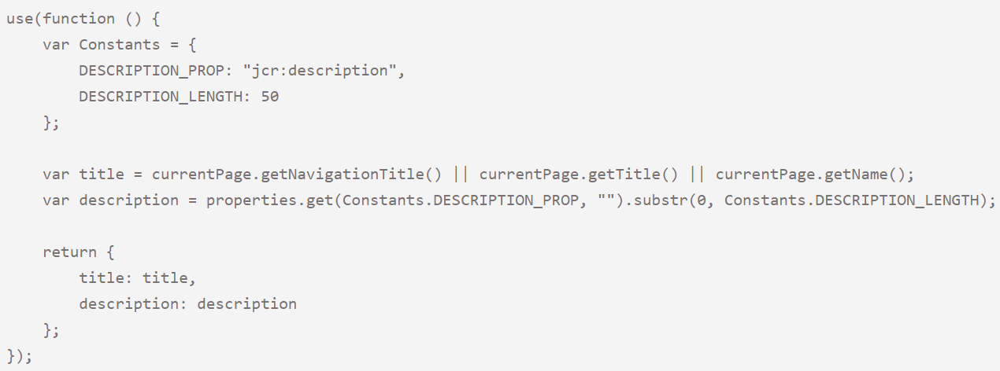 use(function () {
    var Constants = {
        DESCRIPTION_PROP: "jcr:description",
        DESCRIPTION_LENGTH: 50
    };

    var title = currentPage.getNavigationTitle() || currentPage.getTitle() || currentPage.getName();
    var description = properties.get(Constants.DESCRIPTION_PROP, "").substr(0, Constants.DESCRIPTION_LENGTH);

    return {
        title: title,
        description: description
    };
});